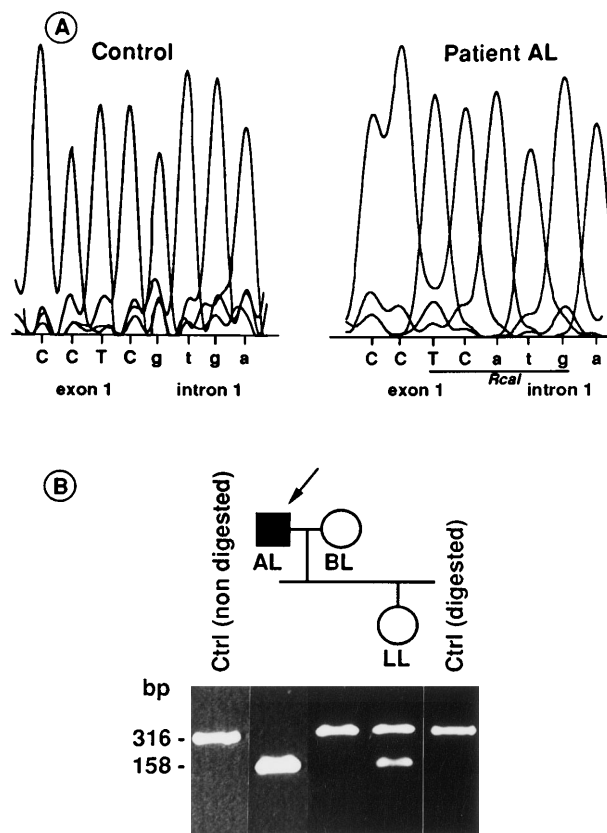 A
Control
Patient AL
C C T C g t g a
exon 1 intron 1
C C T C a t g a
RcaI
exon 1 intron 1
B
Ctrl (non digested)
AL
BL
LL
Ctrl (digested)
bp
316 -
158 -